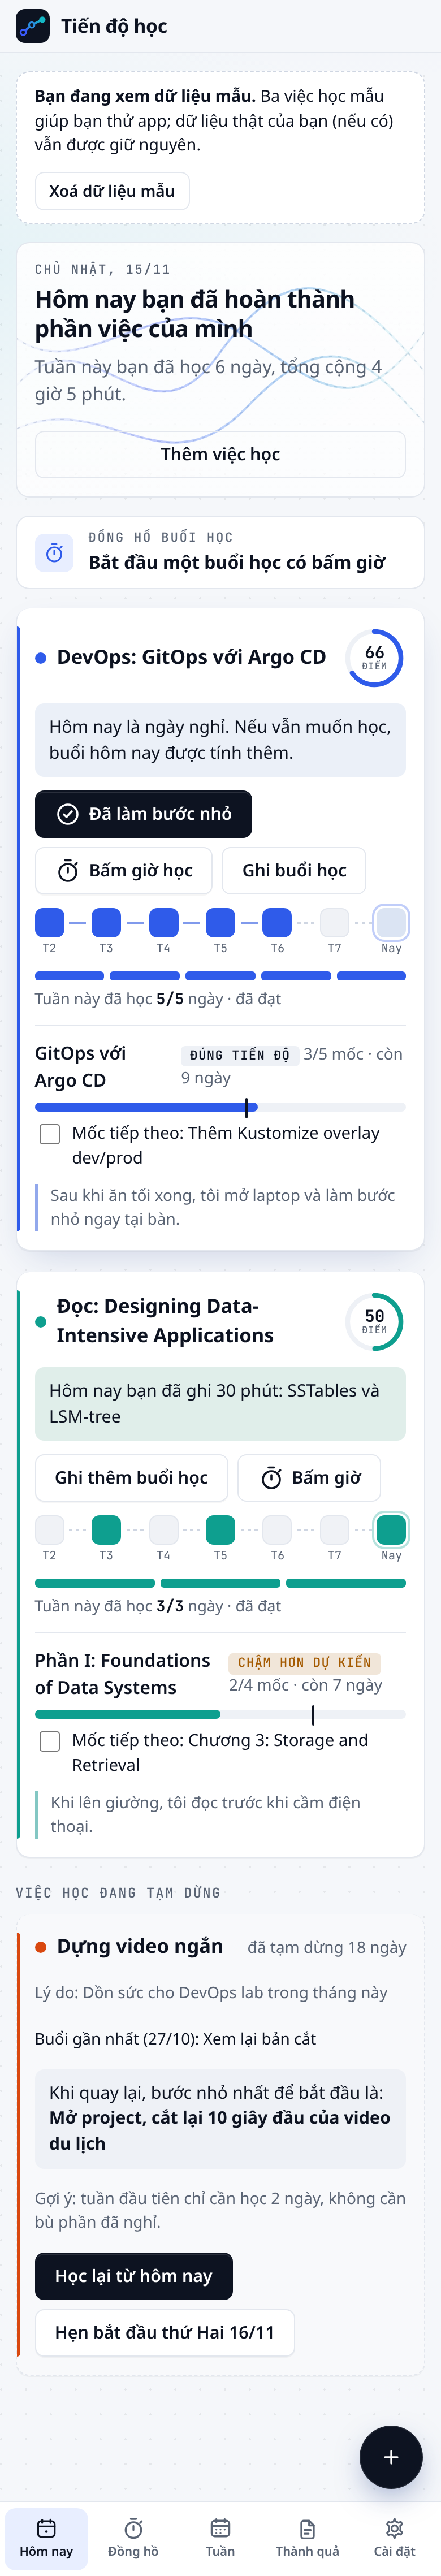 Tiến độ học
Bạn đang xem dữ liệu mẫu. Ba việc học mẫu
giúp bạn thử app; dữ liệu thật của bạn (nếu có)
vẫn được giữ nguyên.
Xoá dữ liệu mẫu
CHỦ NHẬT, 15/11
Hôm nay bạn đã hoàn thành
phần việc của mình
Tuần này bạn đã học 6 ngày, tổng cộng 4
giờ 5 phút.
Thêm việc học
ĐỒNG HỒ BUỔI HỌC
Bắt đầu một buổi học có bấm giờ
DevOps: GitOps với Argo CD
66
ĐIỂM
Hôm nay là ngày nghỉ. Nếu vẫn muốn học,
buổi hôm nay được tính thêm.
Đã làm bước nhỏ
Bấm giờ học
Ghi buổi học
T2 T3 T4 T5 T6 T7 Nay
Tuần này đã học 5/5 ngày · đã đạt
GitOps với
Argo CD
ĐÚNG TIẾN ĐỘ 3/5 mốc · còn
9 ngày
Mốc tiếp theo: Thêm Kustomize overlay
dev/prod
Sau khi ăn tối xong, tôi mở laptop và làm bước
nhỏ ngay tại bàn.
Đọc: Designing Data-
Intensive Applications
50
ĐIỂM
Hôm nay bạn đã ghi 30 phút: SSTables và
LSM-tree
Ghi thêm buổi học
Bấm giờ
T2 T3 T4 T5 T6 T7 Nay
Tuần này đã học 3/3 ngày · đã đạt
Phần I: Foundations
of Data Systems
CHẬM HƠN DỰ KIẾN
2/4 mốc · còn 7 ngày
Mốc tiếp theo: Chương 3: Storage and
Retrieval
Khi lên giường, tôi đọc trước khi cầm điện
thoại.
VIỆC HỌC ĐANG TẠM DỪNG
Dựng video ngắn
đã tạm dừng 18 ngày
Lý do: Dồn sức cho DevOps lab trong tháng này
Buổi gần nhất (27/10): Xem lại bản cắt
Khi quay lại, bước nhỏ nhất để bắt đầu là:
Mở project, cắt lại 10 giây đầu của video
du lịch
Gợi ý: tuần đầu tiên chỉ cần học 2 ngày, không cần
bù phần đã nghỉ.
Học lại từ hôm nay
Hẹn bắt đầu thứ Hai 16/11
Hôm nay
Đồng hồ
Tuần
Thành quả
Cài đặt